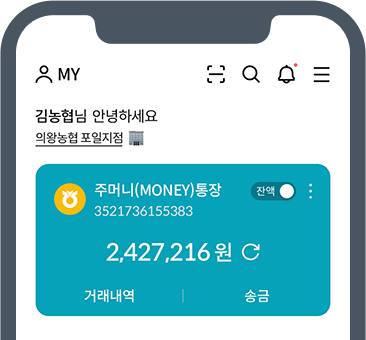 MY
김농협님 안녕하세요
의왕농협 포일지점
주머니(MONEY)통장
잔액
3521736155383
2,427,216 원
거래내역
송금